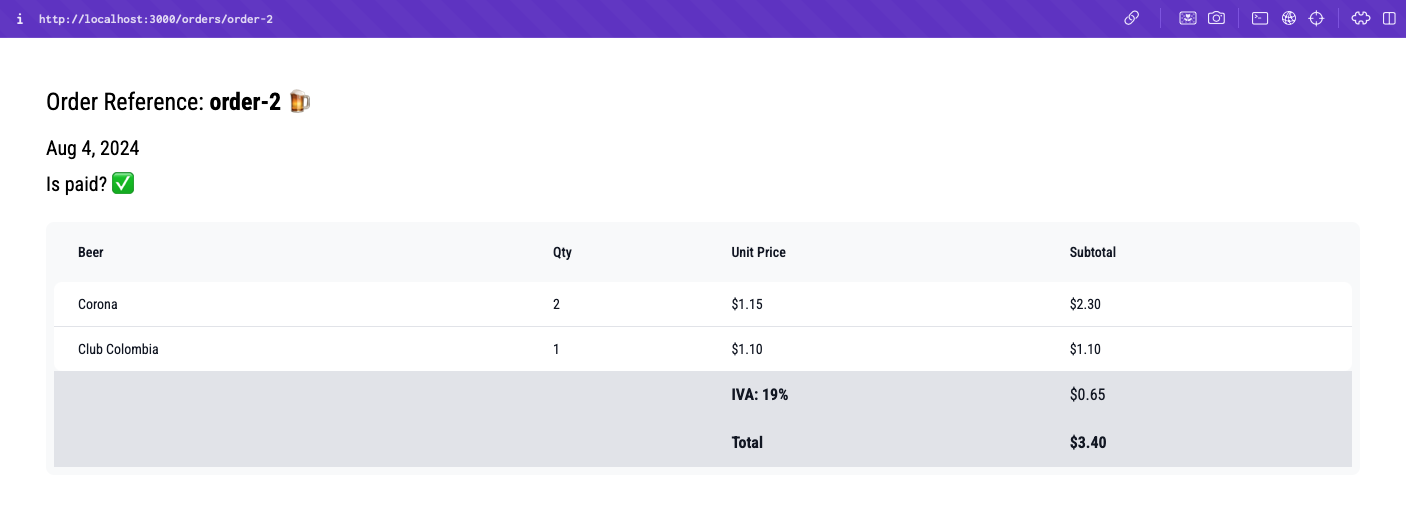 i http://localhost:3000/orders/order-2
Order Reference: order-2 🍺
Aug 4, 2024
Is paid? ✅
Beer Qty Unit Price Subtotal
Corona 2 $1.15 $2.30
Club Colombia 1 $1.10 $1.10
IVA: 19% $0.65
Total $3.40